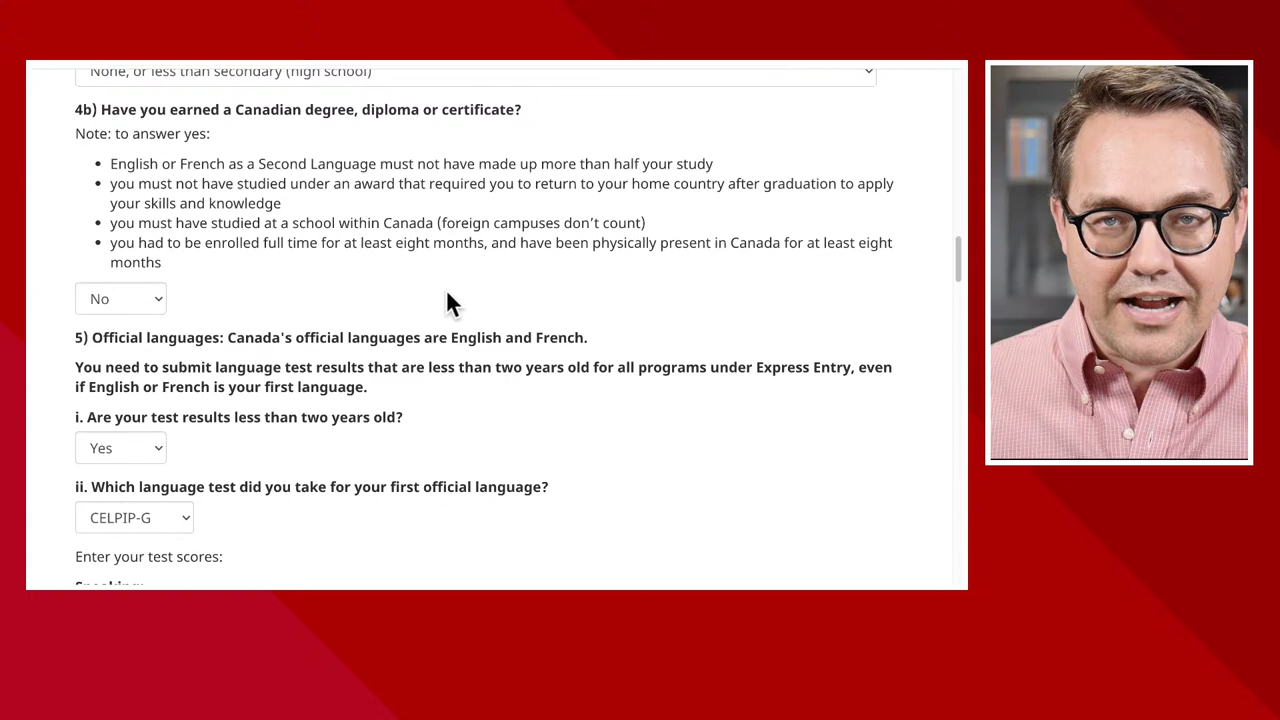 None, or less than secondary (high school)
4b) Have you earned a Canadian degree, diploma or certificate?
Note: to answer yes:
• English or French as a Second Language must not have made up more than half your study
• you must not have studied under an award that required you to return to your home country after graduation to apply
your skills and knowledge
• you must have studied at a school within Canada (foreign campuses don’t count)
• you had to be enrolled full time for at least eight months, and have been physically present in Canada for at least eight
months
No
5) Official languages: Canada's official languages are English and French.
You need to submit language test results that are less than two years old for all programs under Express Entry, even
if English or French is your first language.
i. Are your test results less than two years old?
Yes
ii. Which language test did you take for your first official language?
CELPIP-G
Enter your test scores:
Speaking: